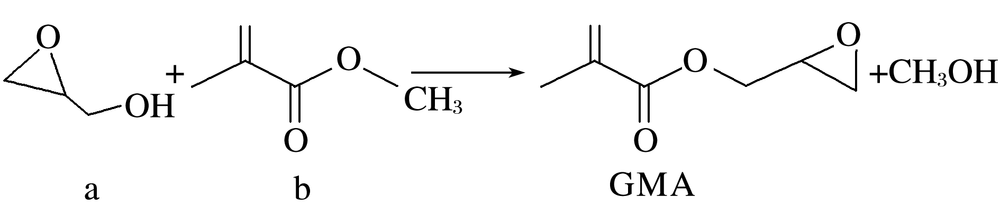 O OH + O O CH₃ O O O +CH₃OH
a b GMA